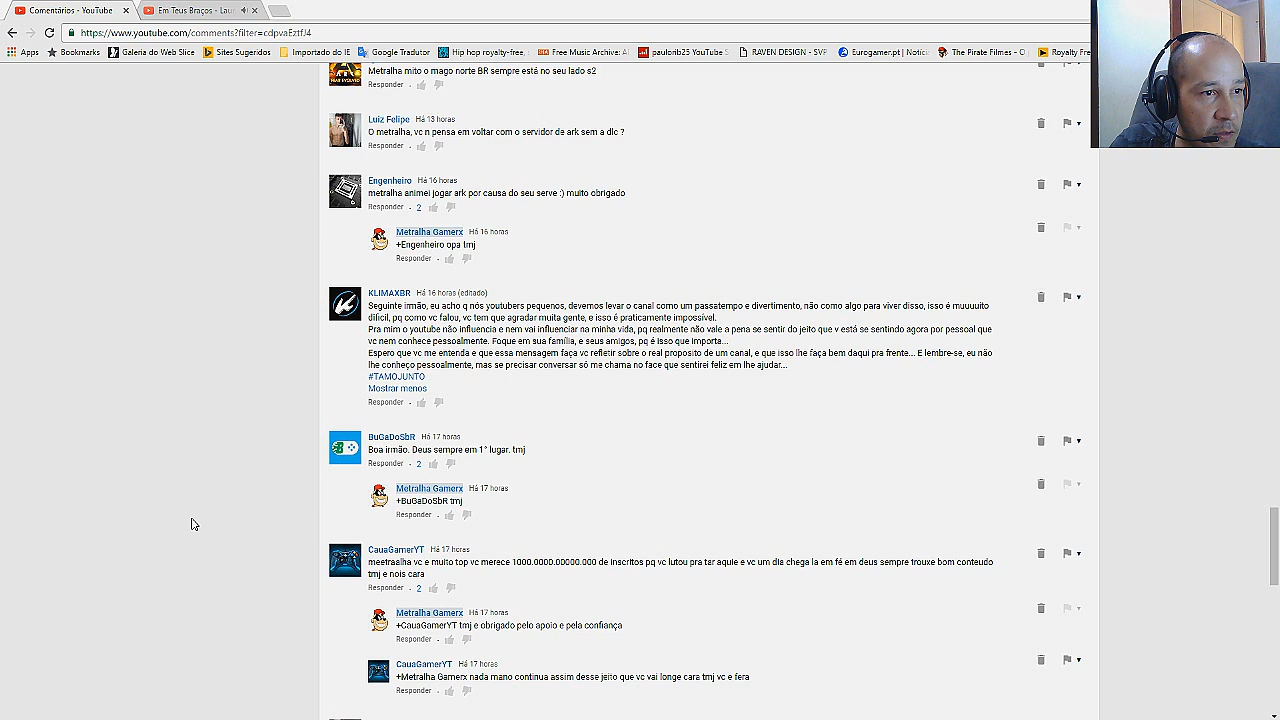 Comentários - YouTube
Em Teus Braços - Lau
https://www.youtube.com/comments?filter=cdpvaEztfJ4
Apps Bookmarks Galeria do Web Slice Sites Sugeridos Importado do IE Google Tradutor Hip hop royalty-free, Free Music Archive: paulorib25 YouTube S RAVEN DESIGN - SVP Eurogamer.pt | Notíci The Pirate Filmes - O Royalty Fre
Metralha mito o mago norte BR sempre está no seu lado s2
Responder
Luiz Felipe Há 13 horas
O metralha, vc n pensa em voltar com o servidor de ark sem a dlc ?
Responder
Engenheiro Há 16 horas
metralha animei jogar ark por causa do seu serve :) muito obrigado
Responder 2
Metralha Gamerx Há 16 horas
+Engenheiro opa tmj
Responder
KLIMAXBR Há 16 horas (editado)
Seguinte irmão, eu acho q nós youtubers pequenos, devemos levar o canal como um passatempo e divertimento, não como algo para viver disso, isso é muuuuito
difícil, pq como vc falou, vc tem que agradar muita gente, e isso é praticamente impossível.
Pra mim o youtube não influencia e nem vai influenciar na minha vida, pq realmente não vale a pena se sentir do jeito que v está se sentindo agora por pessoal que
vc nem conhece pessoalmente. Foque em sua família, e seus amigos, pq é isso que importa...
Espero que vc me entenda e que essa mensagem faça vc refletir sobre o real proposito de um canal, e que isso lhe faça bem daqui pra frente... E lembre-se, eu não
lhe conheço pessoalmente, mas se precisar conversar só me chama no face que sentirei feliz em lhe ajudar...
#TAMOJUNTO
Mostrar menos
Responder
BuGaDoSbR Há 17 horas
Boa irmão. Deus sempre em 1° lugar. tmj
Responder 2
Metralha Gamerx Há 17 horas
+BuGaDoSbR tmj
Responder
CauaGamerYT Há 17 horas
meetraalha vc e muito top vc merece 1000.0000.00000.000 de inscritos pq vc lutou pra tar aquie e vc um dia chega la em fé em deus sempre trouxe bom conteudo
tmj e nois cara
Responder 2
Metralha Gamerx Há 17 horas
+CauaGamerYT tmj e obrigado pelo apoio e pela confiança
Responder
CauaGamerYT Há 17 horas
+Metralha Gamerx nada mano continua assim desse jeito que vc vai longe cara tmj vc e fera
Responder